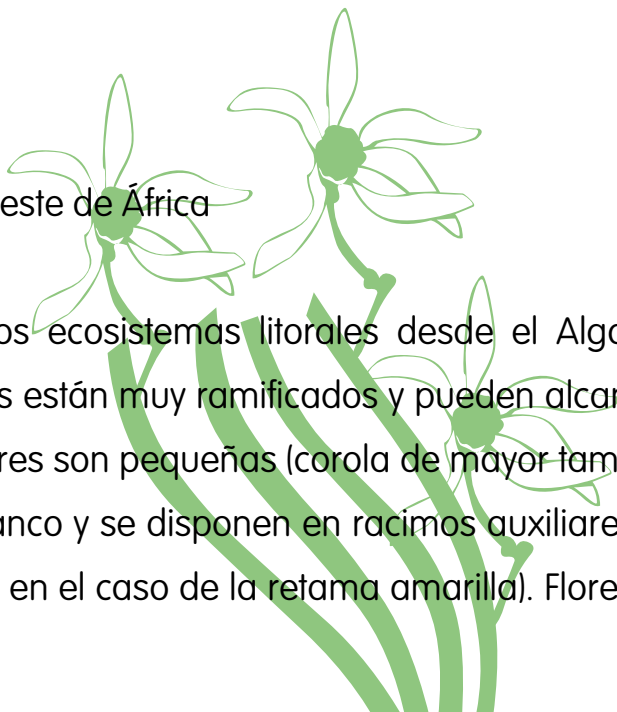 este de África
os ecosistemas litorales desde el Alga
s están muy ramificados y pueden alcan
res son pequeñas (corola de mayor tam
anco y se disponen en racimos auxiliare
en el caso de la retama amarilla). Flore